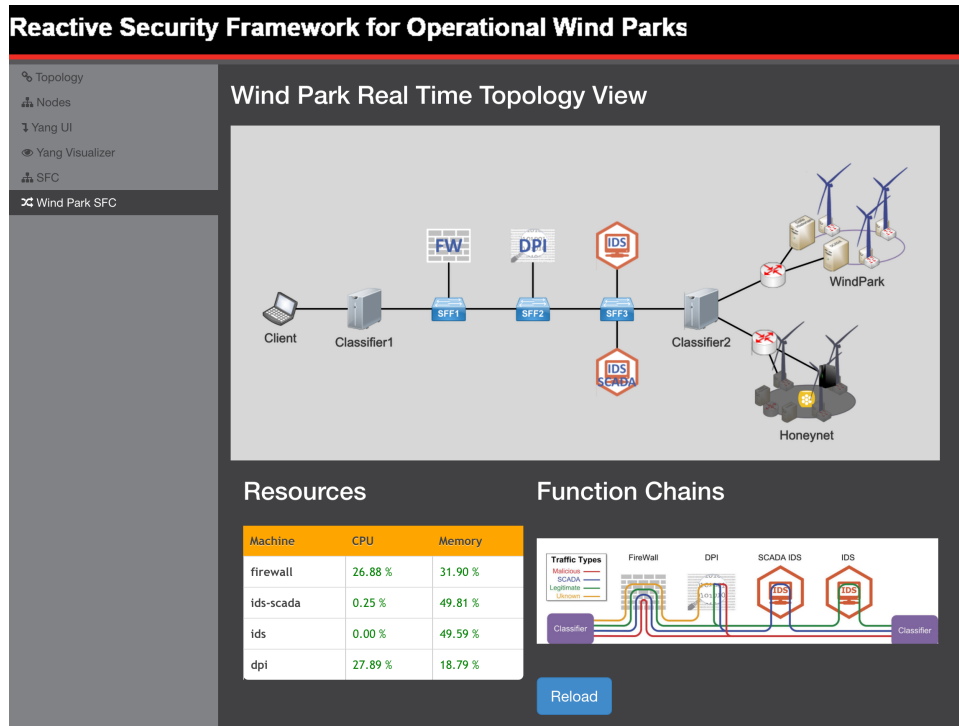 Reactive Security Framework for Operational Wind Parks
Topology
Nodes
Yang UI
Yang Visualizer
SFC
Wind Park SFC
Wind Park Real Time Topology View
FW
DPI
IDS
SFF1
SFF2
SFF3
Client
Classifier1
Classifier2
WindPark
IDS
SCADA
Honeynet
Resources
Machine CPU Memory
firewall 26.88 % 31.90 %
ids-scada 0.25 % 49.81 %
ids 0.00 % 49.59 %
dpi 27.89 % 18.79 %
Function Chains
Traffic Types
Malicious
SCADA
Legitimate
Uknown
FireWall
DPI
SCADA IDS
IDS
IDS
IDS
Classifier
Classifier
Reload